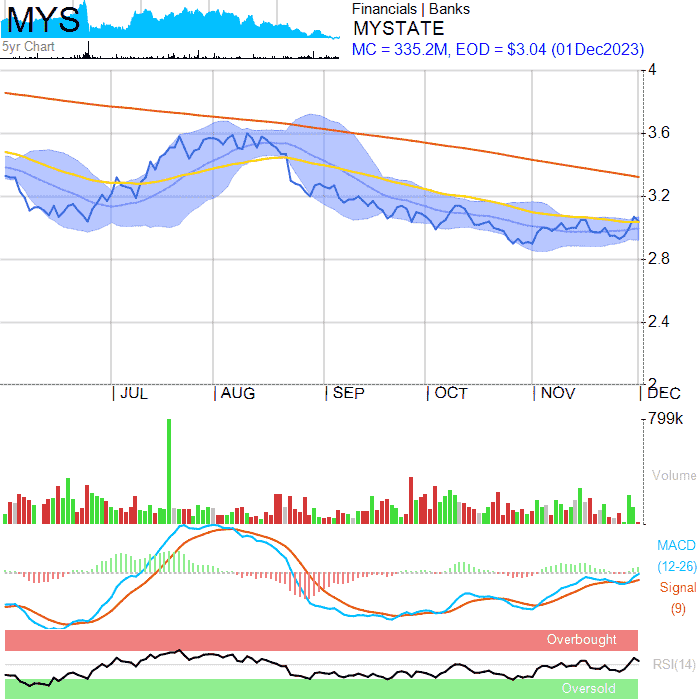 MYS
5yr Chart
Financials | Banks
MYSTATE
MC = 335.2M, EOD = $3.04 (01Dec2023)
4
3.6
3.2
2.8
2.4
2
| JUL | AUG | SEP | OCT | NOV | DEC
799k
Volume
MACD
(12-26)
Signal
(9)
Overbought
RSI(14)
Oversold